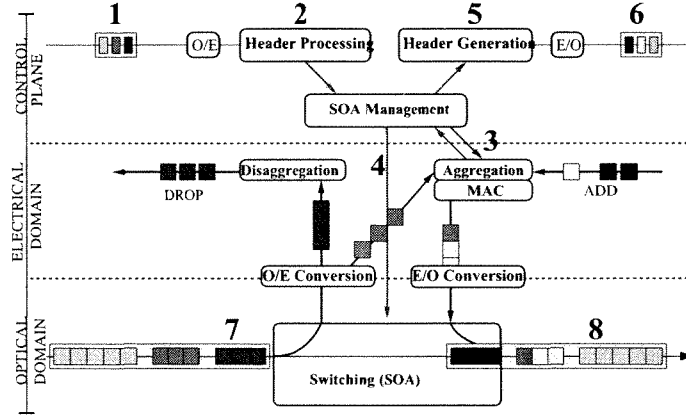 1
2
5
6
O/E
Header Processing
Header Generation
E/O
CONTROL
PLANE
SOA Management
3
4
Disaggregation
Aggregation
MAC
DROP
ADD
ELECTRICAL
DOMAIN
O/E Conversion
E/O Conversion
7
8
OPTICAL
DOMAIN
Switching (SOA)